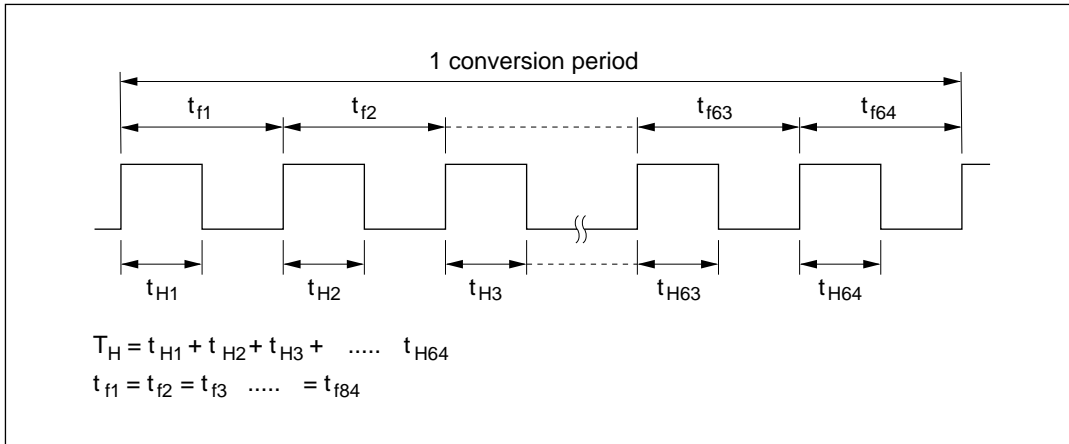 1 conversion period
t_f1 t_f2 t_f63 t_f64
t_H1 t_H2 t_H3 t_H63 t_H64
T_H = t_H1 + t_H2 + t_H3 + ..... t_H64
t_f1 = t_f2 = t_f3 ..... = t_f84